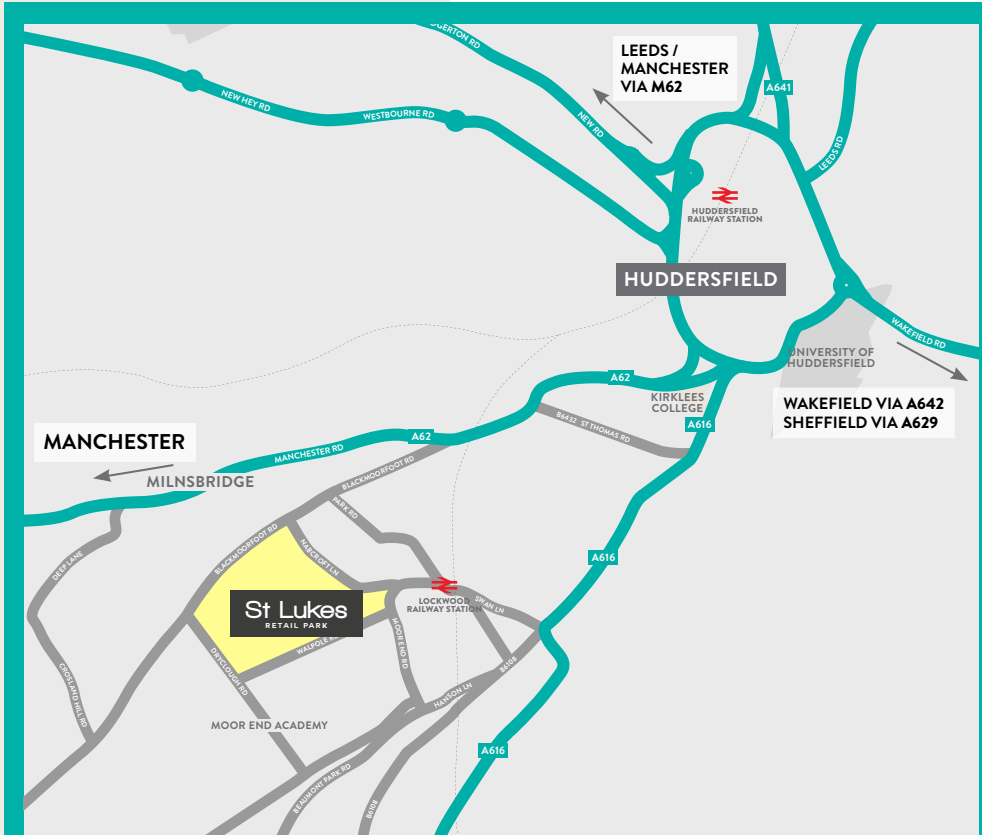 DGERTON RD
LEEDS /
MANCHESTER
VIA M62
A641
NEW HEY RD
WESTBOURNE RD
NEW RD
LEEDS RD
HUDDERSFIELD
RAILWAY STATION
HUDDERSFIELD
WAKEFIELD RD
UNIVERSITY OF
HUDDERSFIELD
A62
KIRKLEES
COLLEGE
WAKEFIELD VIA A642
SHEFFIELD VIA A629
B6432 ST THOMAS RD
A616
MANCHESTER
A62
MANCHESTER RD
MILNSBRIDGE
BLACKMOORFOOT RD
PARK RD
BLACKMOORFOOT RD
NABCROFT LN
DEEP LANE
A616
LOCKWOOD
RAILWAY STATION
SWAN LN
St Lukes
RETAIL PARK
WALPOLE R
MOOR END RD
DRYCLOUGH RD
CROSLAND HILL RD
B6108
HANSON LN
MOOR END ACADEMY
A616
BEAUMONT PARK RD
B6108